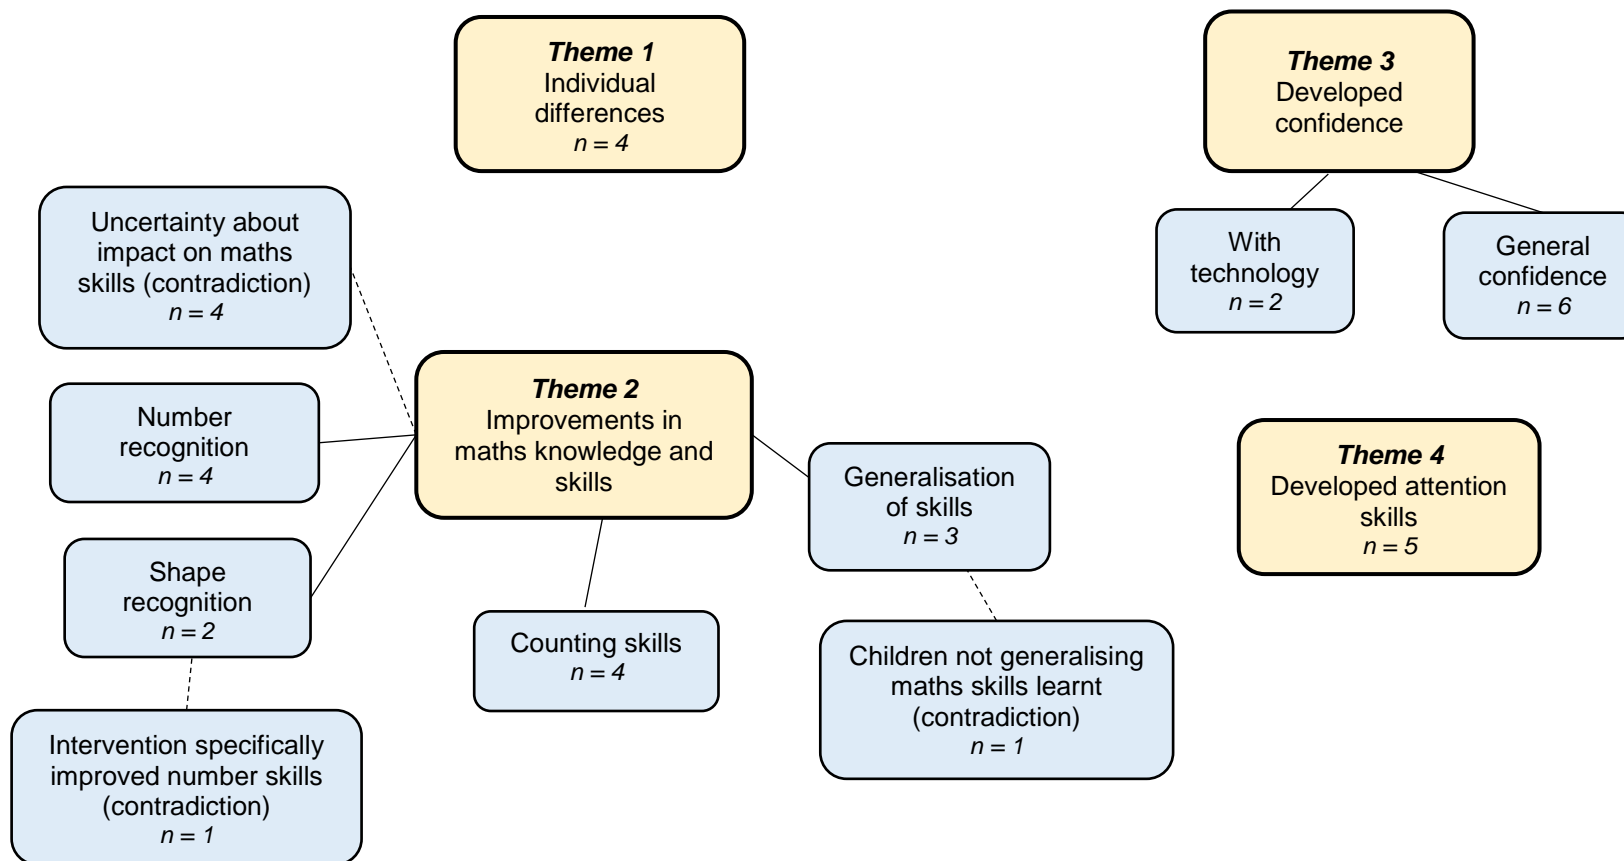 Theme 1
Individual
differences
n = 4
Theme 3
Developed
confidence
With
technology
n = 2
General
confidence
n = 6
Uncertainty about
impact on maths
skills (contradiction)
n = 4
Number
recognition
n = 4
Shape
recognition
n = 2
Intervention specifically
improved number skills
(contradiction)
n = 1
Theme 2
Improvements in
maths knowledge and
skills
Counting skills
n = 4
Generalisation
of skills
n = 3
Children not generalising
maths skills learnt
(contradiction)
n = 1
Theme 4
Developed attention
skills
n = 5